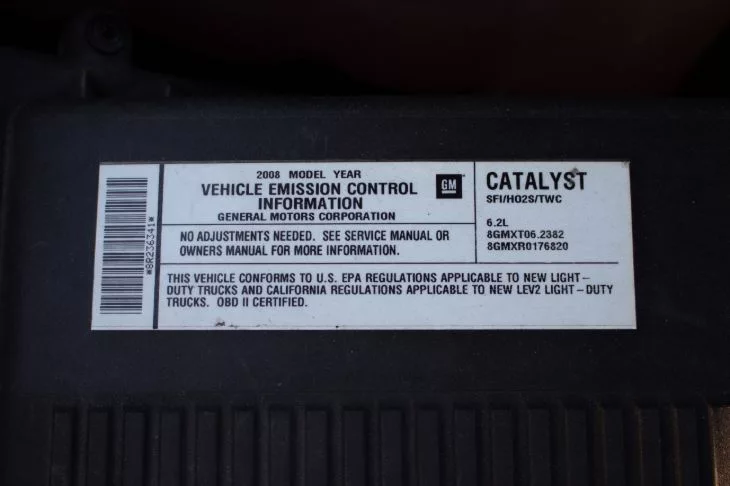 *8R236341*
2008 MODEL YEAR
VEHICLE EMISSION CONTROL
INFORMATION
GENERAL MOTORS CORPORATION
GM
CATALYST
SFI/HO2S/TWC
6.2L
8GMXT06.2382
8GMXR0176820
NO ADJUSTMENTS NEEDED. SEE SERVICE MANUAL OR
OWNERS MANUAL FOR MORE INFORMATION.
THIS VEHICLE CONFORMS TO U.S. EPA REGULATIONS APPLICABLE TO NEW LIGHT-
DUTY TRUCKS AND CALIFORNIA REGULATIONS APPLICABLE TO NEW LEV2 LIGHT-DUTY
TRUCKS. OBD II CERTIFIED.